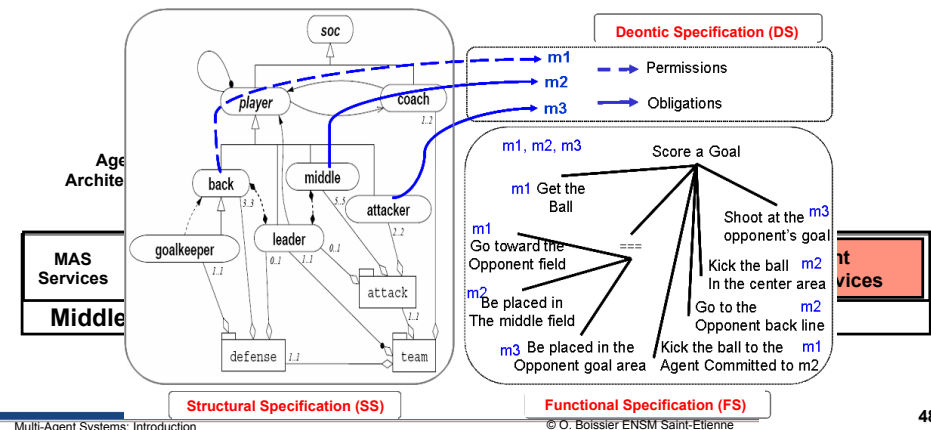 soc
player
coach
1..2
back
3..3
middle
5..5
attacker
2..2
goalkeeper
1..1
leader
0..1
1..1
0..1
attack
1..1
defense
1..1
team
Structural Specification (SS)
Deontic Specification (DS)
m1
m2
m3
Permissions
Obligations
m1, m2, m3
Score a Goal
m1 Get the
Ball
m1
Go toward the
Opponent field
===
m2
Be placed in
The middle field
m3 Be placed in the
Opponent goal area
Kick the ball to the m1
Agent Committed to m2
Go to the m2
Opponent back line
Kick the ball m2
In the center area
Shoot at the m3
opponent's goal
Functional Specification (FS)
Age
Archite
MAS
Services
Middle
nt
vices
Multi-Agent Systems: Introduction
© O. Boissier ENSM Saint-Etienne
48